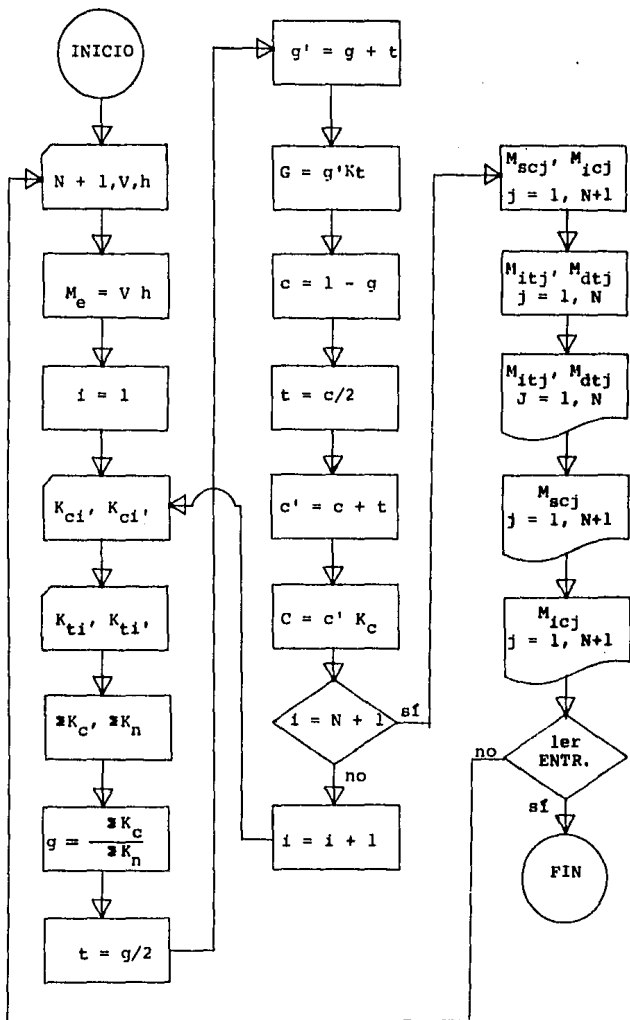 INICIO
N + 1,V,h
M_e = V h
i = 1
K_ci, K_ci'
K_ti, K_ti'
ΣK_c, ΣK_n
g = ΣK_c / ΣK_n
t = g/2
g' = g + t
G = g'Kt
c = 1 - g
t = c/2
c' = c + t
C = c' K_c
i = N + 1
sí
no
i = i + 1
M_scj, M_icj
j = 1, N+1
M_itj, M_dtj
j = 1, N
M_itj, M_dtj
J = 1, N
M_scj
j = 1, N+1
M_icj
j = 1, N+1
ler
ENTR.
no
sí
FIN